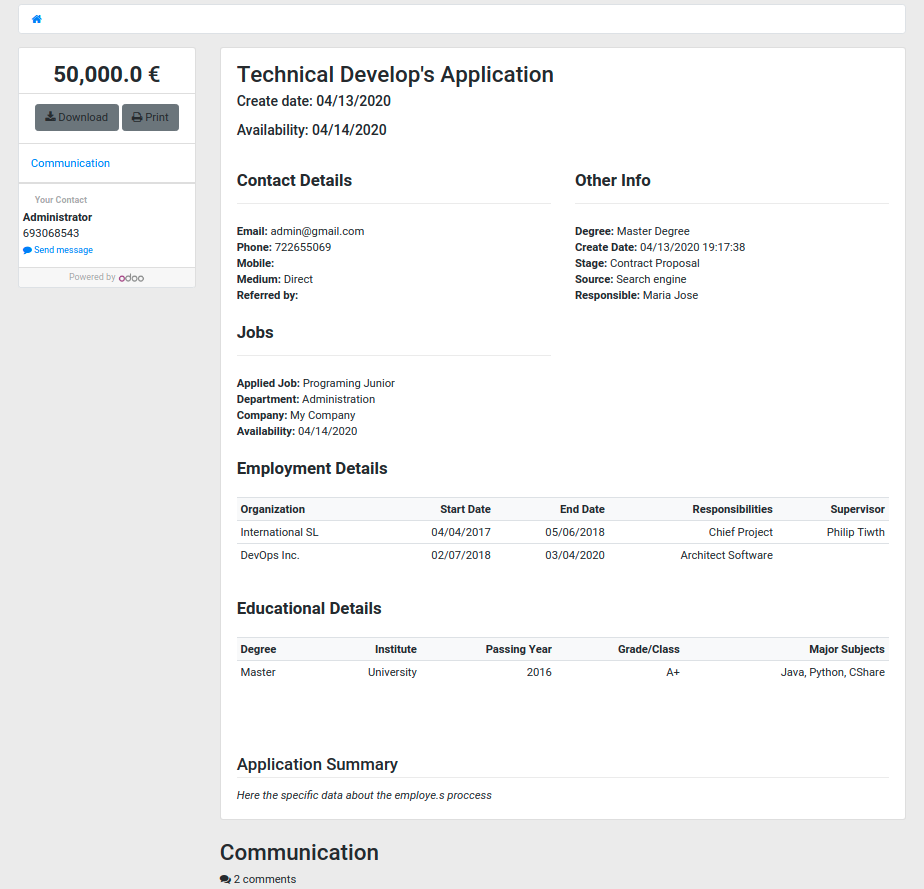 50,000.0 €
Download Print
Communication
Your Contact
Administrator
693068543
Send message
Powered by odoo
Technical Develop's Application
Create date: 04/13/2020
Availability: 04/14/2020
Contact Details
Email: admin@gmail.com
Phone: 722655069
Mobile:
Medium: Direct
Referred by:
Other Info
Degree: Master Degree
Create Date: 04/13/2020 19:17:38
Stage: Contract Proposal
Source: Search engine
Responsible: Maria Jose
Jobs
Applied Job: Programing Junior
Department: Administration
Company: My Company
Availability: 04/14/2020
Employment Details
Organization Start Date End Date Responsibilities Supervisor
International SL 04/04/2017 05/06/2018 Chief Project Philip Tiwth
DevOps Inc. 02/07/2018 03/04/2020 Architect Software
Educational Details
Degree Institute Passing Year Grade/Class Major Subjects
Master University 2016 A+ Java, Python, CShare
Application Summary
Here the specific data about the employe.s proccess
Communication
2 comments